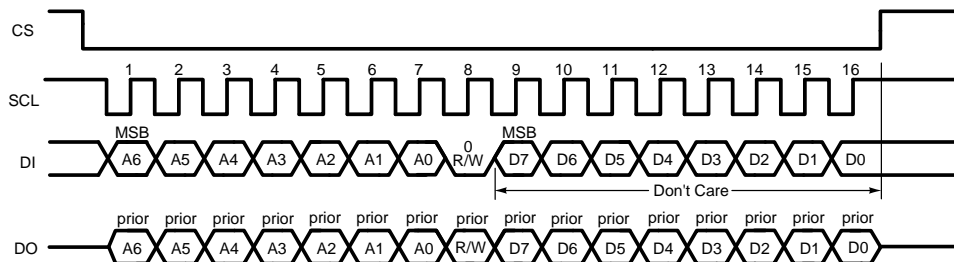 CS
1 2 3 4 5 6 7 8 9 10 11 12 13 14 15 16
SCL
MSB 0 MSB
DI A6 A5 A4 A3 A2 A1 A0 R/W D7 D6 D5 D4 D3 D2 D1 D0
Don't Care
prior prior prior prior prior prior prior prior prior prior prior prior prior prior prior prior
DO A6 A5 A4 A3 A2 A1 A0 R/W D7 D6 D5 D4 D3 D2 D1 D0